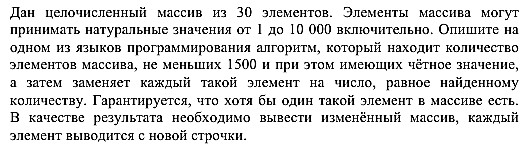 Дан целочисленный массив из 30 элементов. Элементы массива могут
принимать натуральные значения от 1 до 10 000 включительно. Опишите на
одном из языков программирования алгоритм, который находит количество
элементов массива, не меньших 1500 и при этом имеющих чётное значение,
а затем заменяет каждый такой элемент на число, равное найденному
количеству. Гарантируется, что хотя бы один такой элемент в массиве есть.
В качестве результата необходимо вывести изменённый массив, каждый
элемент выводится с новой строчки.